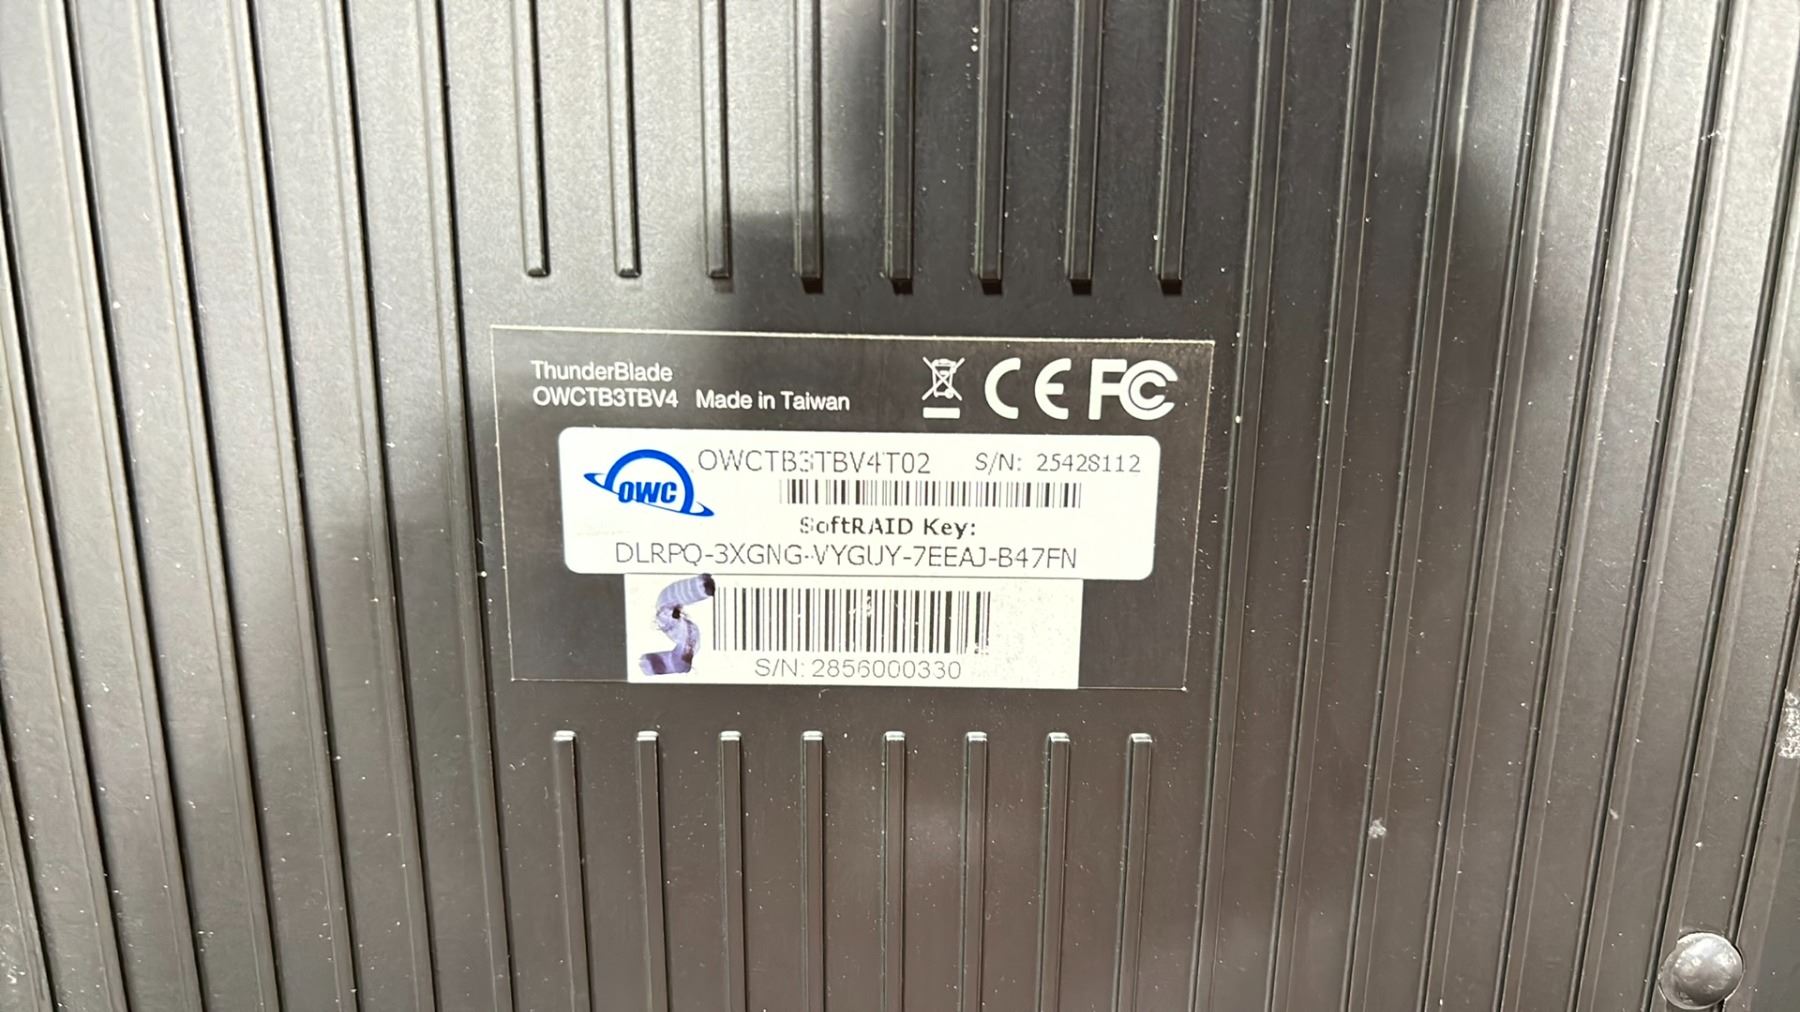 ThunderBlade
OWCTB3TBV4 Made in Taiwan
CE FC
OWC
OWCTB3TBV4T02 S/N: 25428112
SoftRAID Key:
DLRPQ-3XGNG-VYGUY-7EEAJ-B47FN
S
S/N: 2856000330